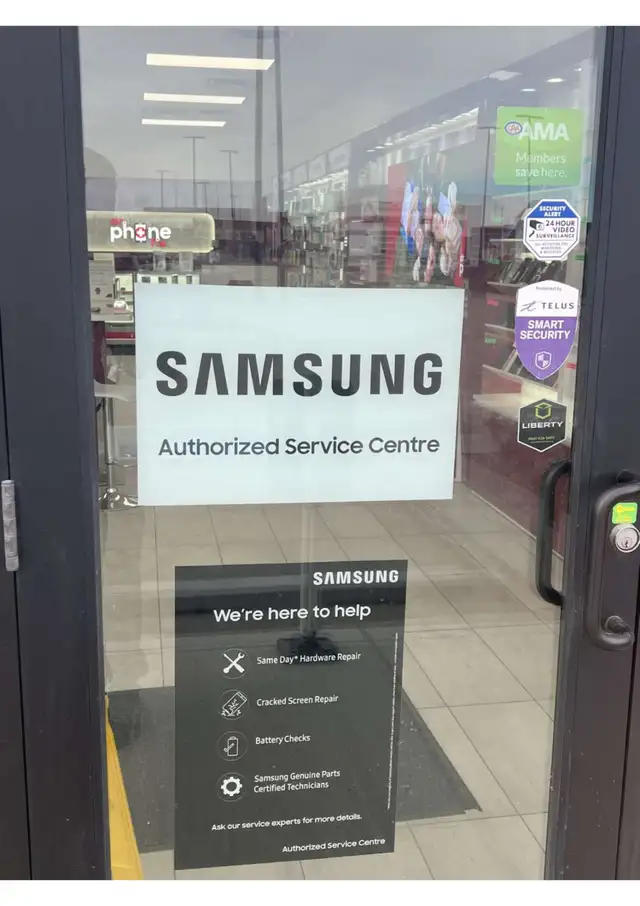 CAA AMA
Members
save here.
SECURITY
ALERT
24 HOUR
VIDEO
SURVEILLANCE
TELUS
SMART
SECURITY
LIBERTY
phone
SAMSUNG
Authorized Service Centre
SAMSUNG
We're here to help
Same Day* Hardware Repair
Cracked Screen Repair
Battery Checks
Samsung Genuine Parts
Certified Technicians
Ask our service experts for more details.
Authorized Service Centre